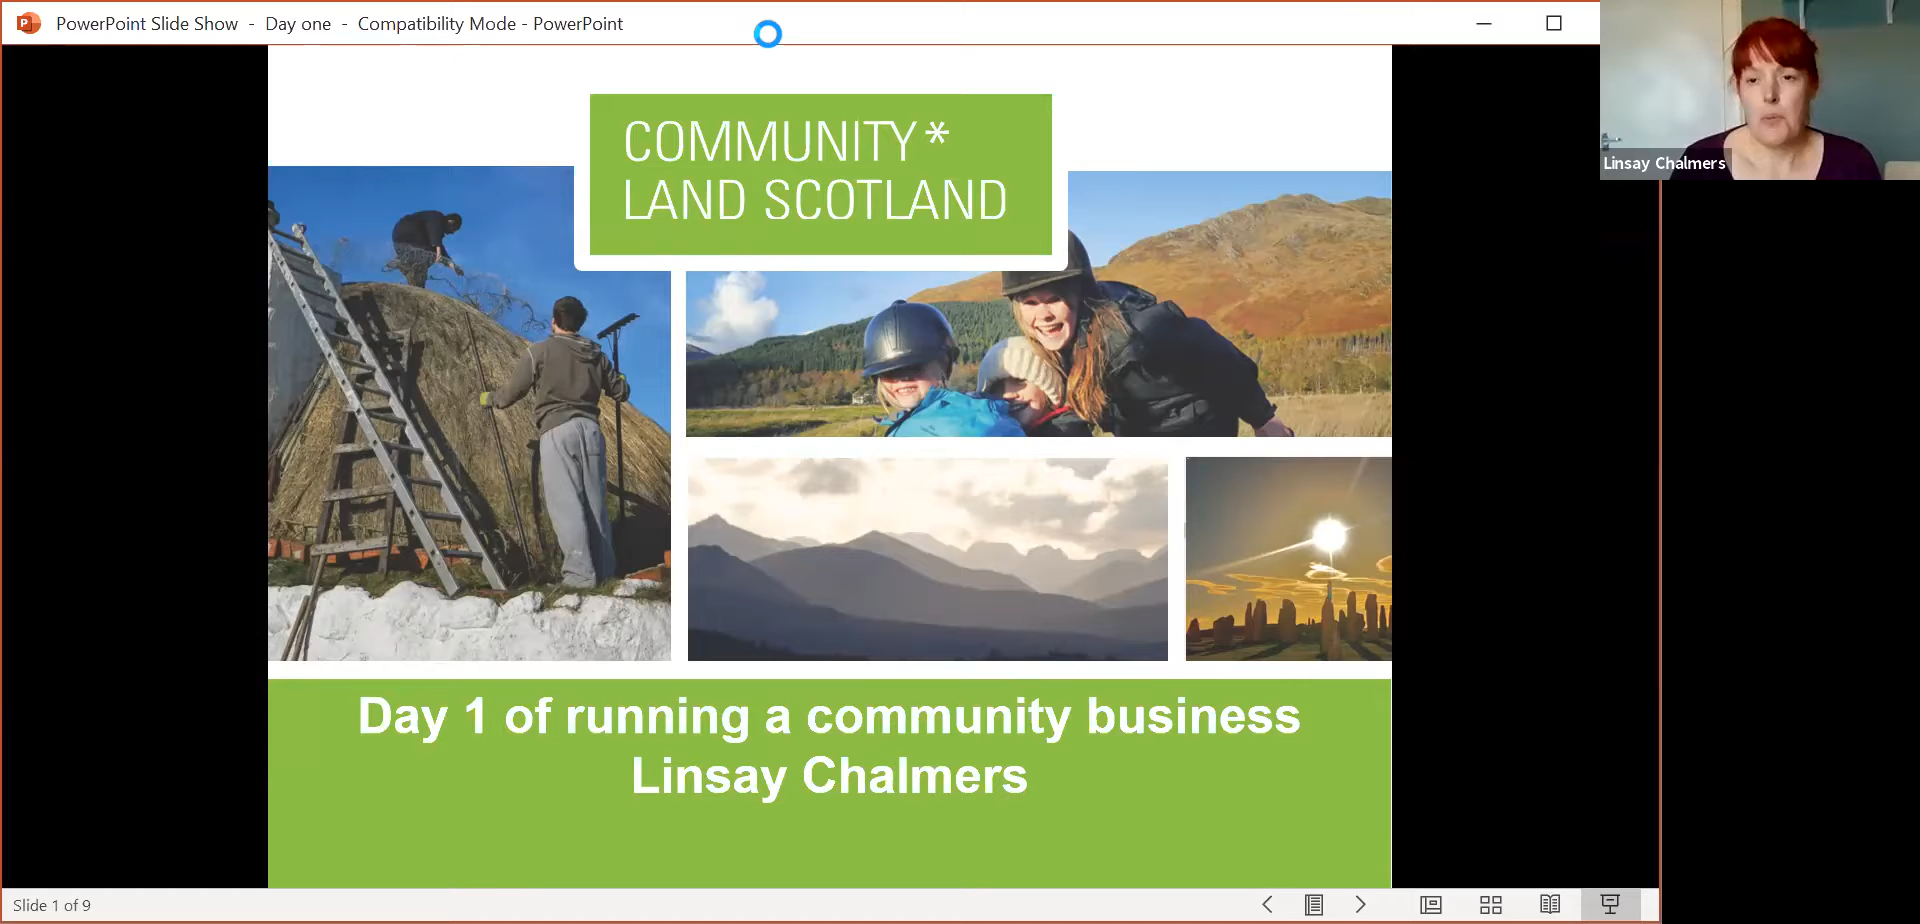 PowerPoint Slide Show - Day one - Compatibility Mode - PowerPoint
Linsay Chalmers
COMMUNITY*
LAND SCOTLAND
Day 1 of running a community business
Linsay Chalmers
Slide 1 of 9